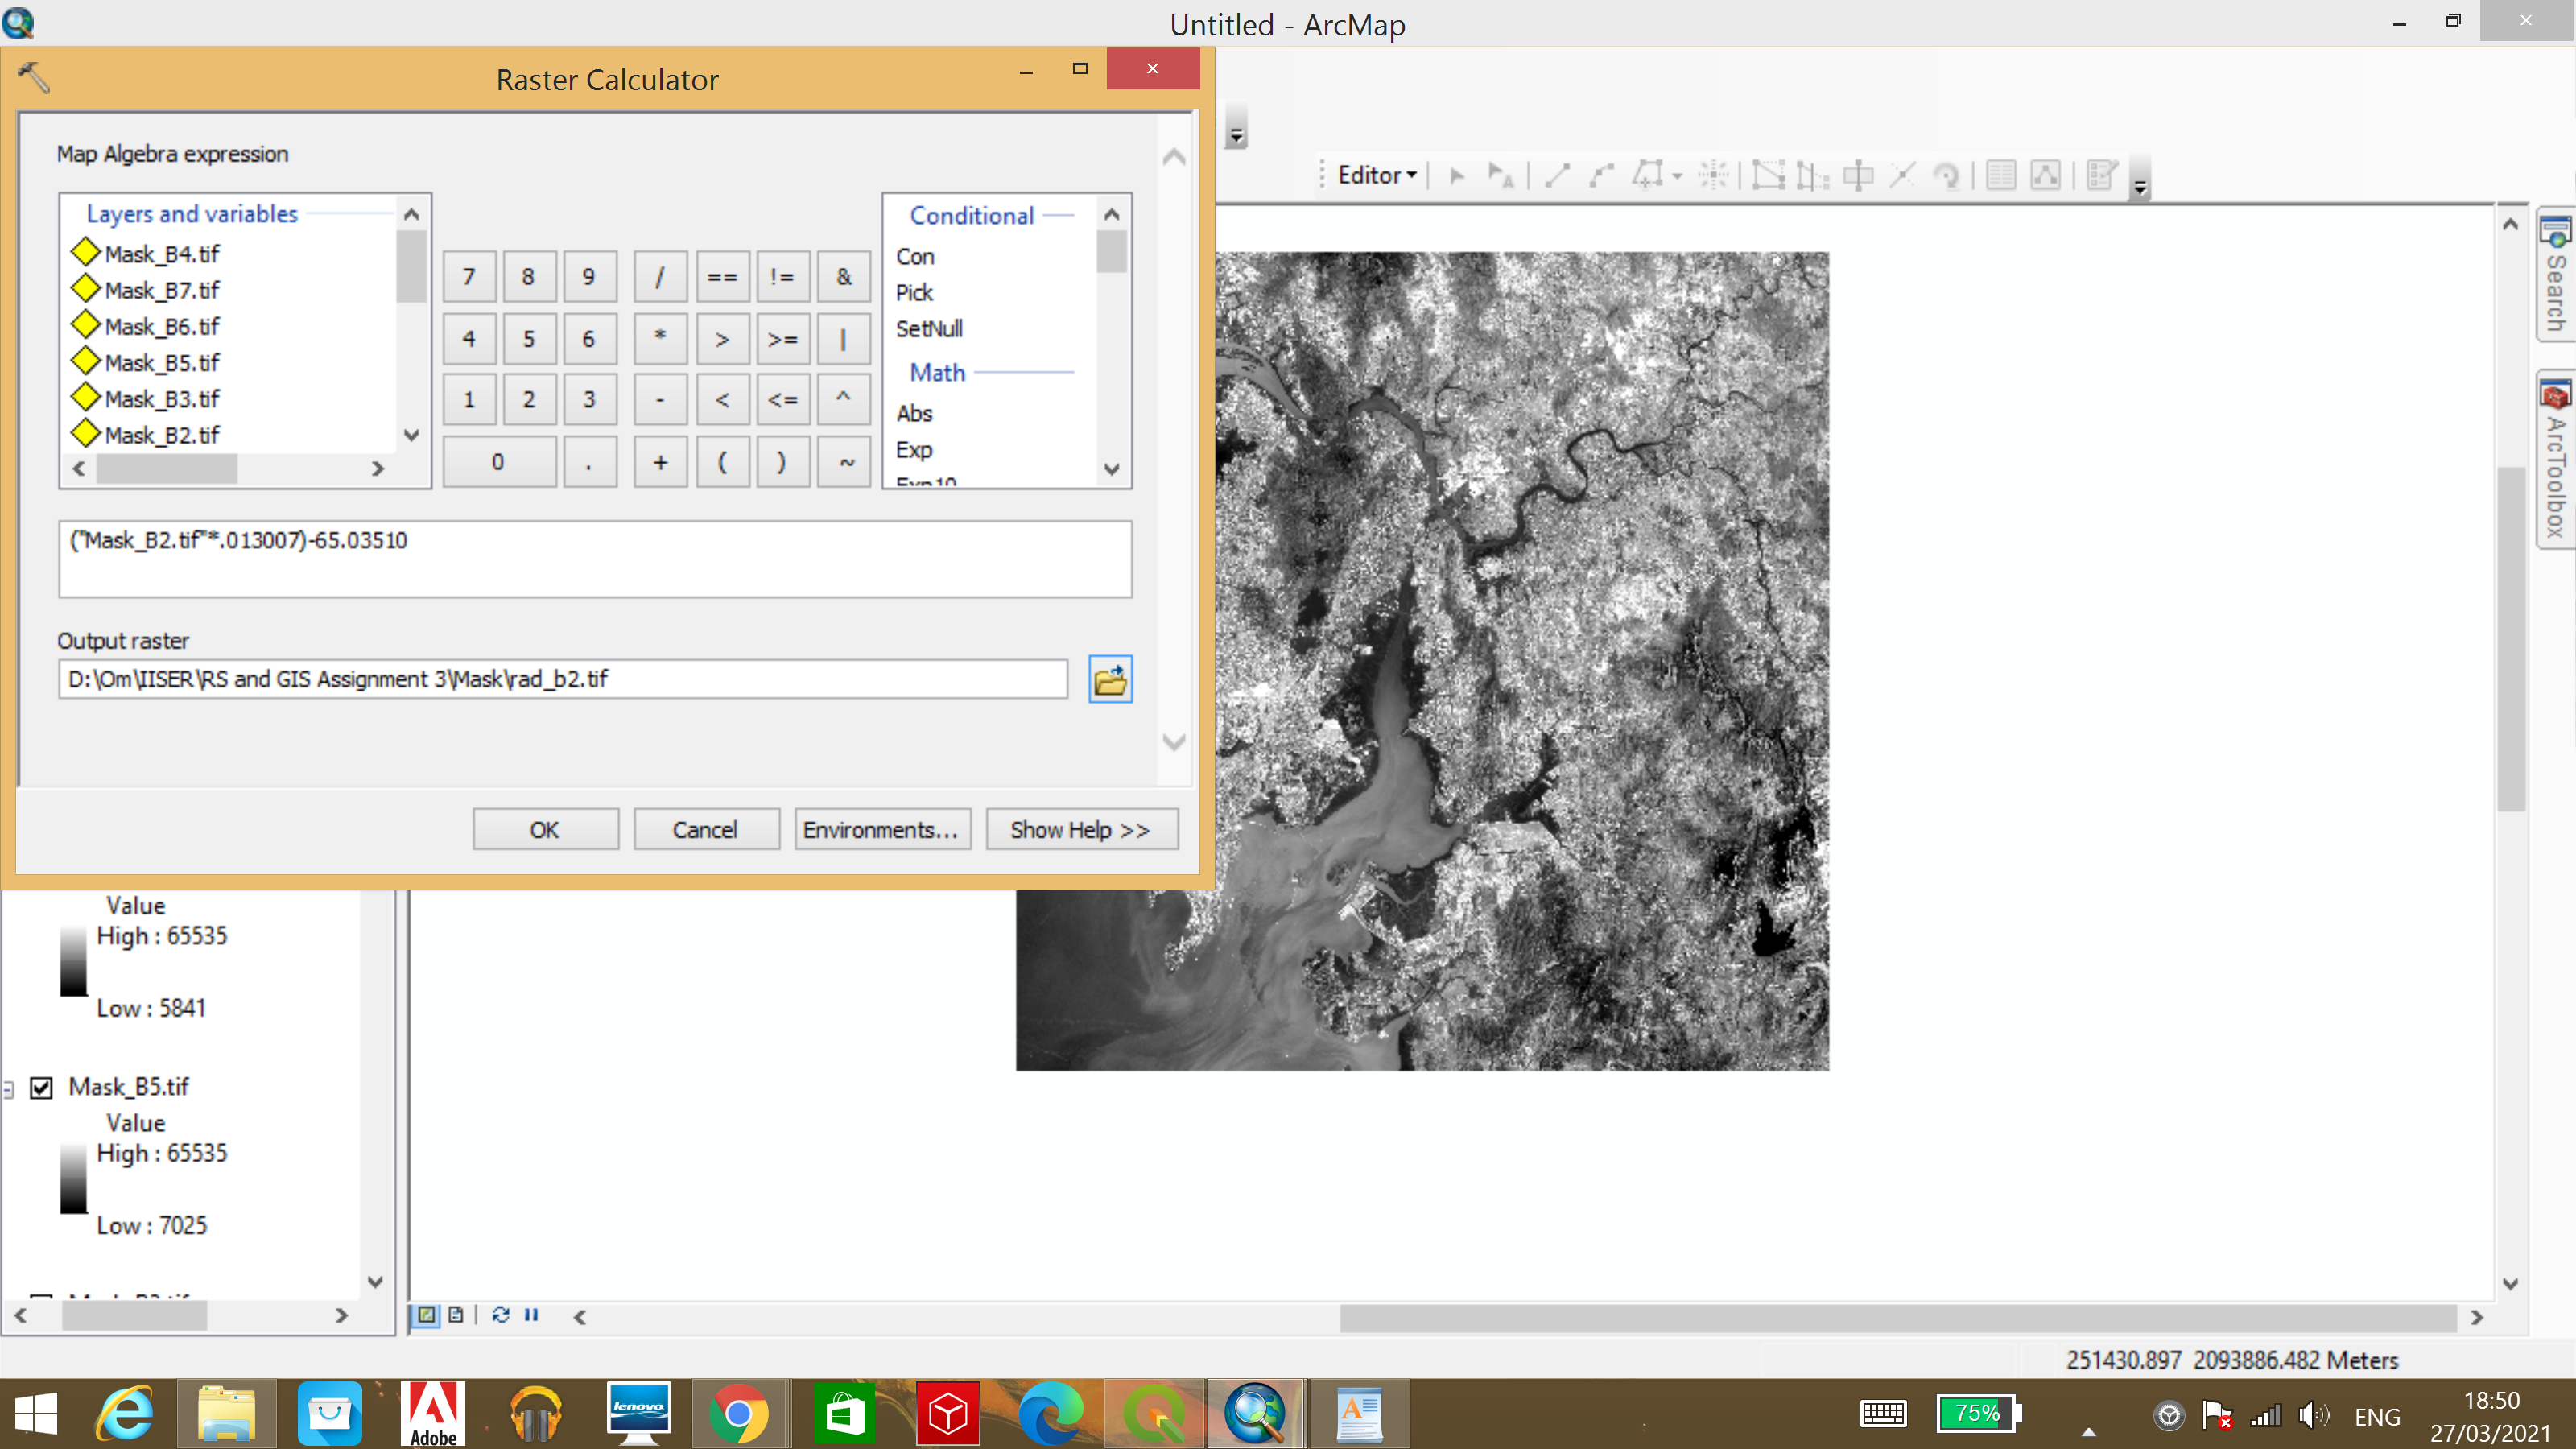 Untitled - ArcMap
Raster Calculator
Map Algebra expression
Layers and variables
Mask_B4.tif
Mask_B7.tif
Mask_B6.tif
Mask_B5.tif
Mask_B3.tif
Mask_B2.tif
7 8 9 / == != &
4 5 6 * > >= |
1 2 3 - < <= ^
0 . + ( ) ~
Conditional
Con
Pick
SetNull
Math
Abs
Exp
Exp10
("Mask_B2.tif"*.013007)-65.03510
Output raster
D:\Om\IISER\RS and GIS Assignment 3\Mask\rad_b2.tif
OK Cancel Environments... Show Help >>
Editor
Search
ArcToolbox
Value
High : 65535
Low : 5841
Mask_B5.tif
Value
High : 65535
Low : 7025
251430.897 2093886.482 Meters
Adobe
lenovo
75%
ENG
18:50
27/03/2021